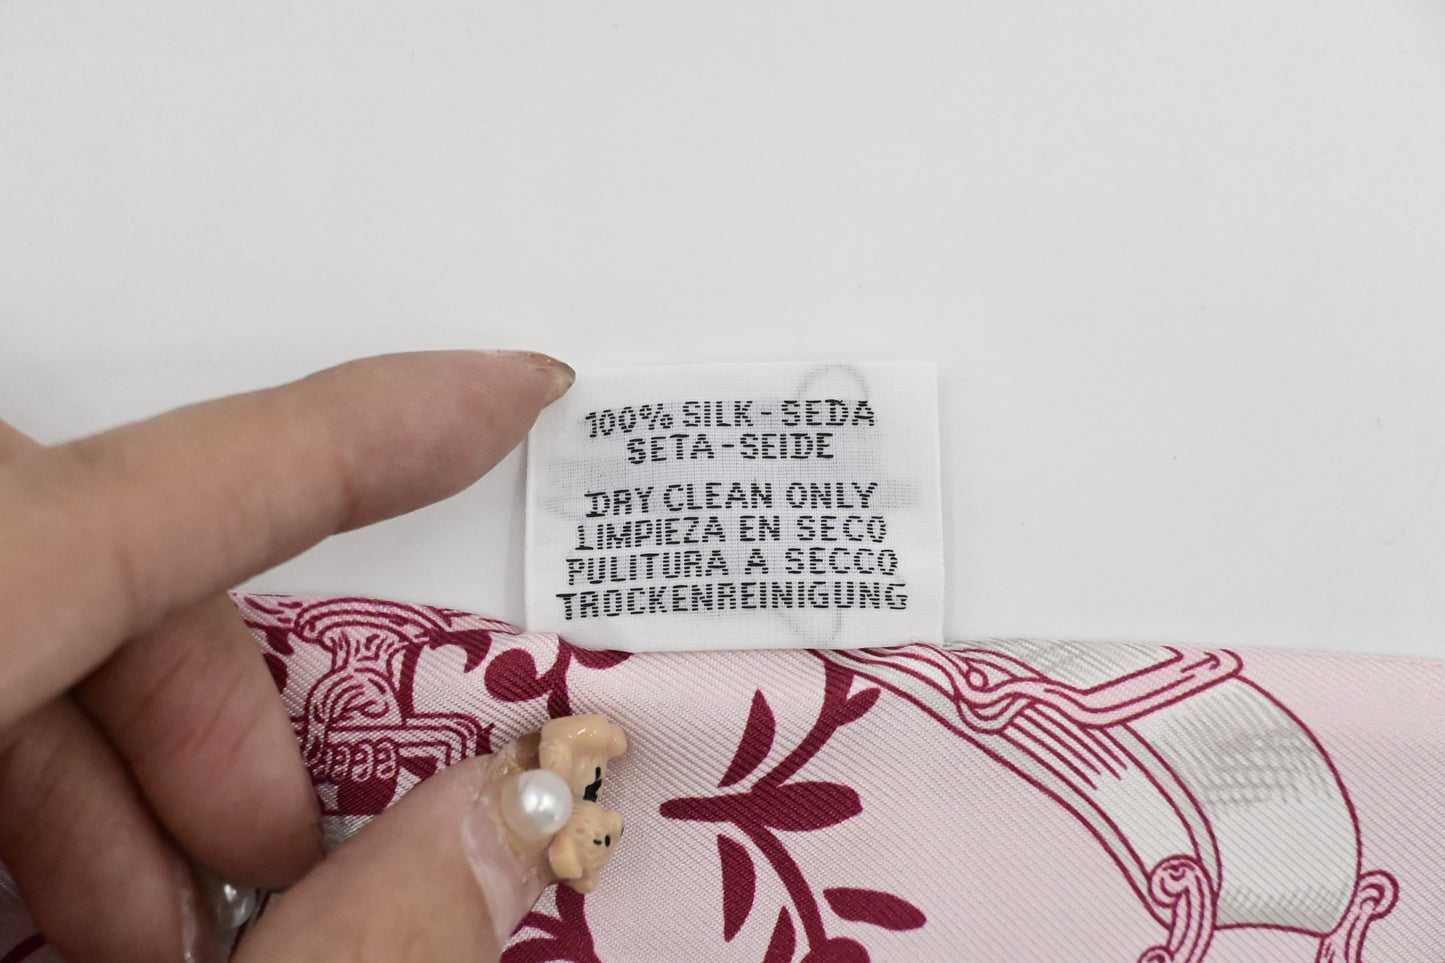 100% SILK-SEDA
SETA-SEIDE
DRY CLEAN ONLY
LIMPIEZA EN SECO
PULITURA A SECCO
TROCKENREINIGUNG